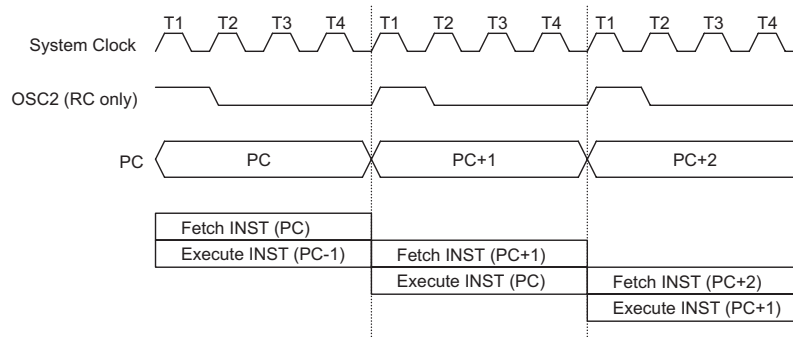 T1 T2 T3 T4 T1 T2 T3 T4 T1 T2 T3 T4
System Clock
OSC2 (RC only)
PC PC PC+1 PC+2
Fetch INST (PC)
Execute INST (PC-1) Fetch INST (PC+1)
Execute INST (PC) Fetch INST (PC+2)
Execute INST (PC+1)